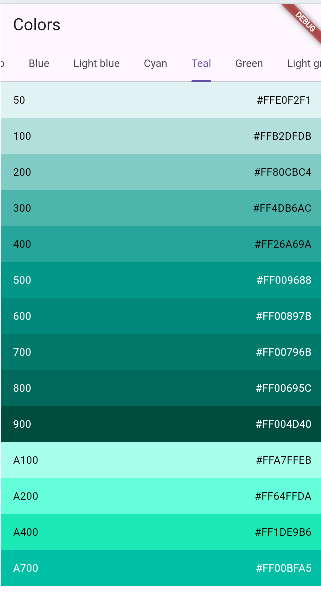 Colors
DEBUG
Blue Light blue Cyan Teal Green Light gr
50 #FFE0F2F1
100 #FFB2DFDB
200 #FF80CBC4
300 #FF4DB6AC
400 #FF26A69A
500 #FF009688
600 #FF00897B
700 #FF00796B
800 #FF00695C
900 #FF004D40
A100 #FFA7FFEB
A200 #FF64FFDA
A400 #FF1DE9B6
A700 #FF00BFA5